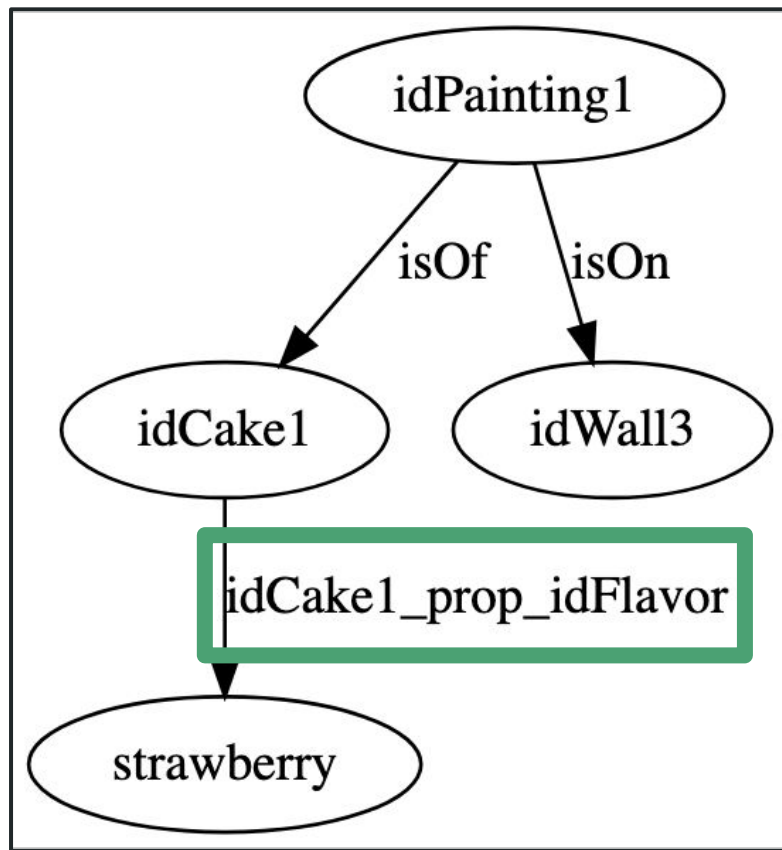 idPainting1
isOf
isOn
idCake1
idWall3
idCake1_prop_idFlavor
strawberry